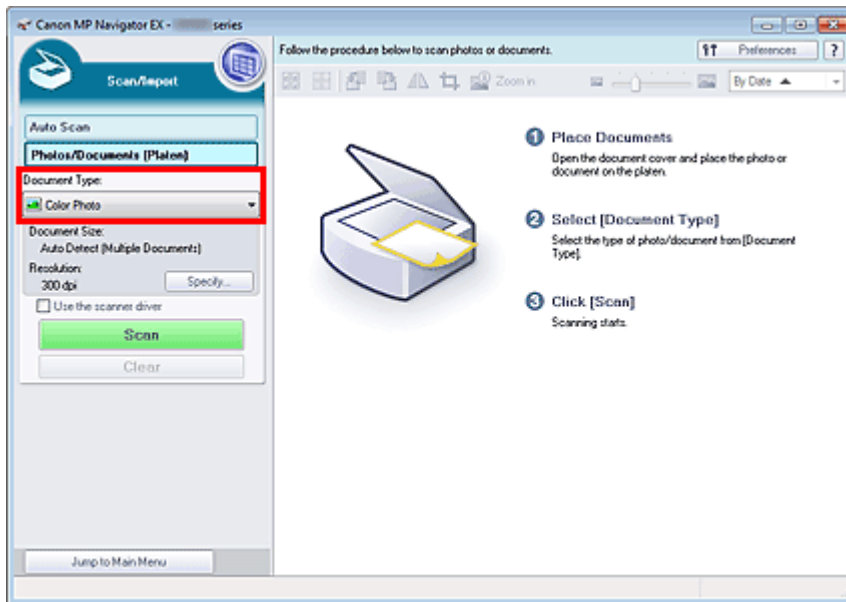 Canon MP Navigator EX - series
Scan/Import
Auto Scan
Photos/Documents (Platen)
Document Type:
Color Photo
Document Size:
Auto Detect (Multiple Documents)
Resolution:
300 dpi
Specify...
Use the scanner driver
Scan
Clear
Jump to Main Menu
Follow the procedure below to scan photos or documents.
Preferences
?
Zoom in
By Date
1 Place Documents
Open the document cover and place the photo or
document on the platen.
2 Select [Document Type]
Select the type of photo/document from [Document
Type].
3 Click [Scan]
Scanning starts.